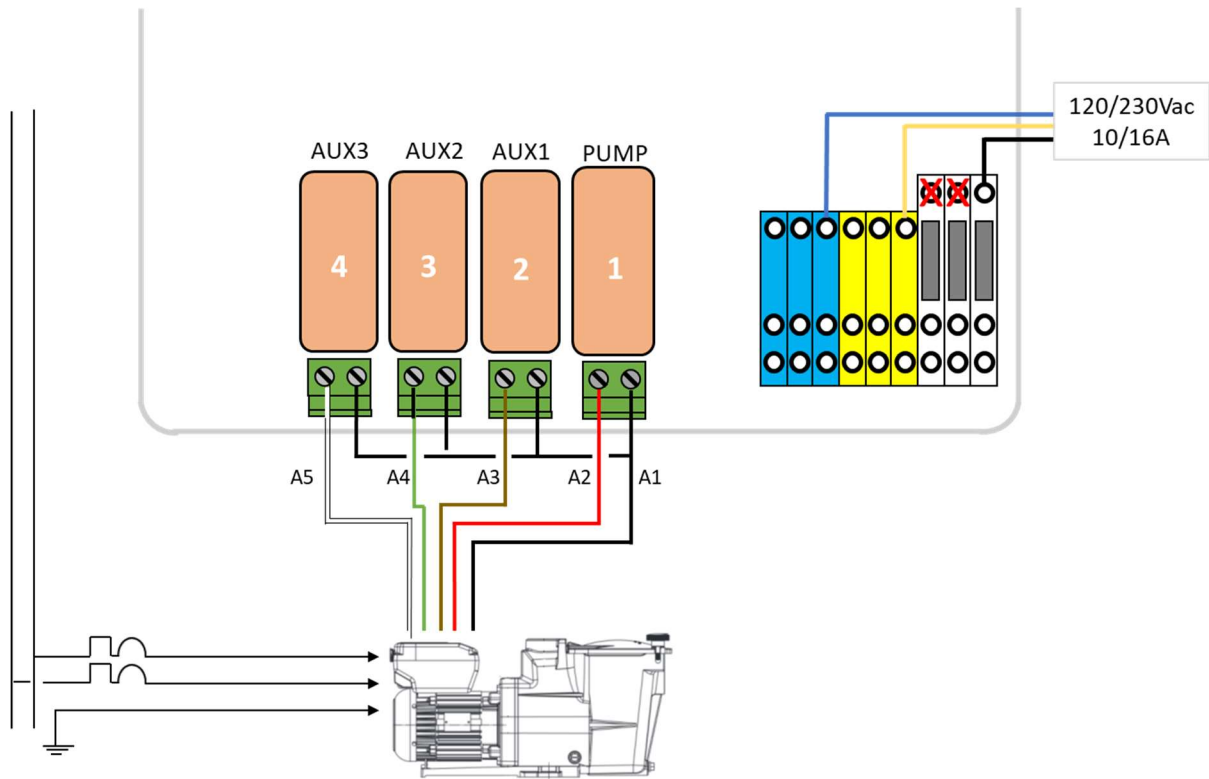 120/230Vac
10/16A
AUX3 AUX2 AUX1 PUMP
4 3 2 1
A5 A4 A3 A2 A1